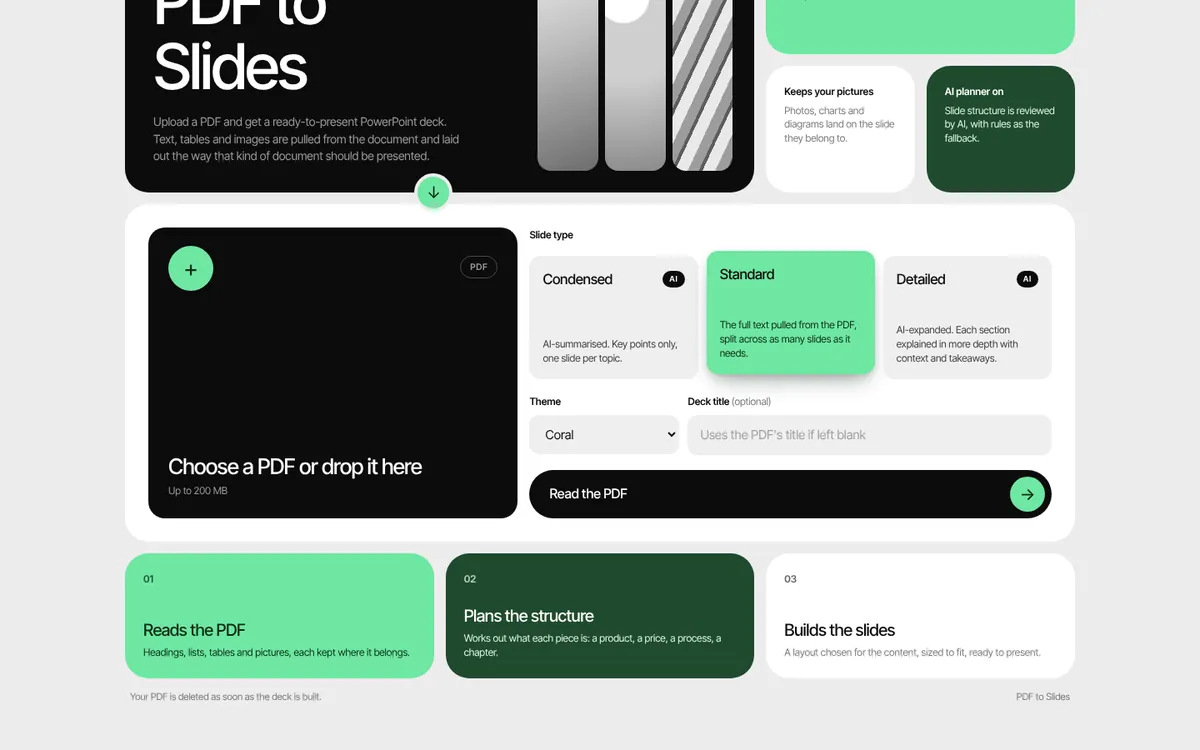 PDF to
Slides
Upload a PDF and get a ready-to-present PowerPoint deck.
Text, tables and images are pulled from the document and laid
out the way that kind of document should be presented.
Keeps your pictures
Photos, charts and
diagrams land on the slide
they belong to.
AI planner on
Slide structure is reviewed
by AI, with rules as the
fallback.
PDF
Choose a PDF or drop it here
Up to 200 MB
Slide type
Condensed
AI
AI-summarised. Key points only,
one slide per topic.
Standard
The full text pulled from the PDF,
split across as many slides as it
needs.
Detailed
AI
AI-expanded. Each section
explained in more depth with
context and takeaways.
Theme
Coral
Deck title (optional)
Uses the PDF's title if left blank
Read the PDF
01
Reads the PDF
Headings, lists, tables and pictures, each kept where it belongs.
02
Plans the structure
Works out what each piece is: a product, a price, a process, a
chapter.
03
Builds the slides
A layout chosen for the content, sized to fit, ready to present.
Your PDF is deleted as soon as the deck is built.
PDF to Slides